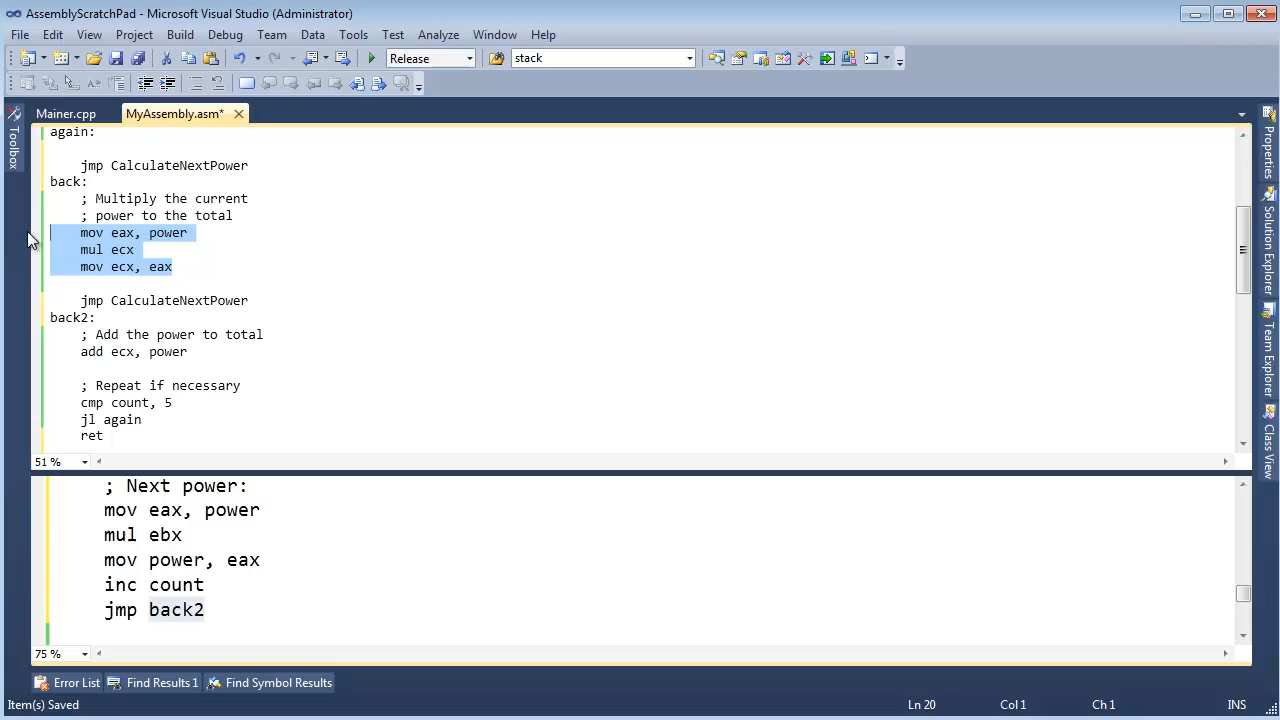 AssemblyScratchPad - Microsoft Visual Studio (Administrator)
File Edit View Project Build Debug Team Data Tools Test Analyze Window Help
Release stack
Mainer.cpp MyAssembly.asm*
Toolbox
again:
jmp CalculateNextPower
back:
; Multiply the current
; power to the total
mov eax, power
mul ecx
mov ecx, eax
jmp CalculateNextPower
back2:
; Add the power to total
add ecx, power
; Repeat if necessary
cmp count, 5
jl again
ret
51 %
; Next power:
mov eax, power
mul ebx
mov power, eax
inc count
jmp back2
75 %
Properties
Solution Explorer
Team Explorer
Class View
Error List Find Results 1 Find Symbol Results
Item(s) Saved Ln 20 Col 1 Ch 1 INS